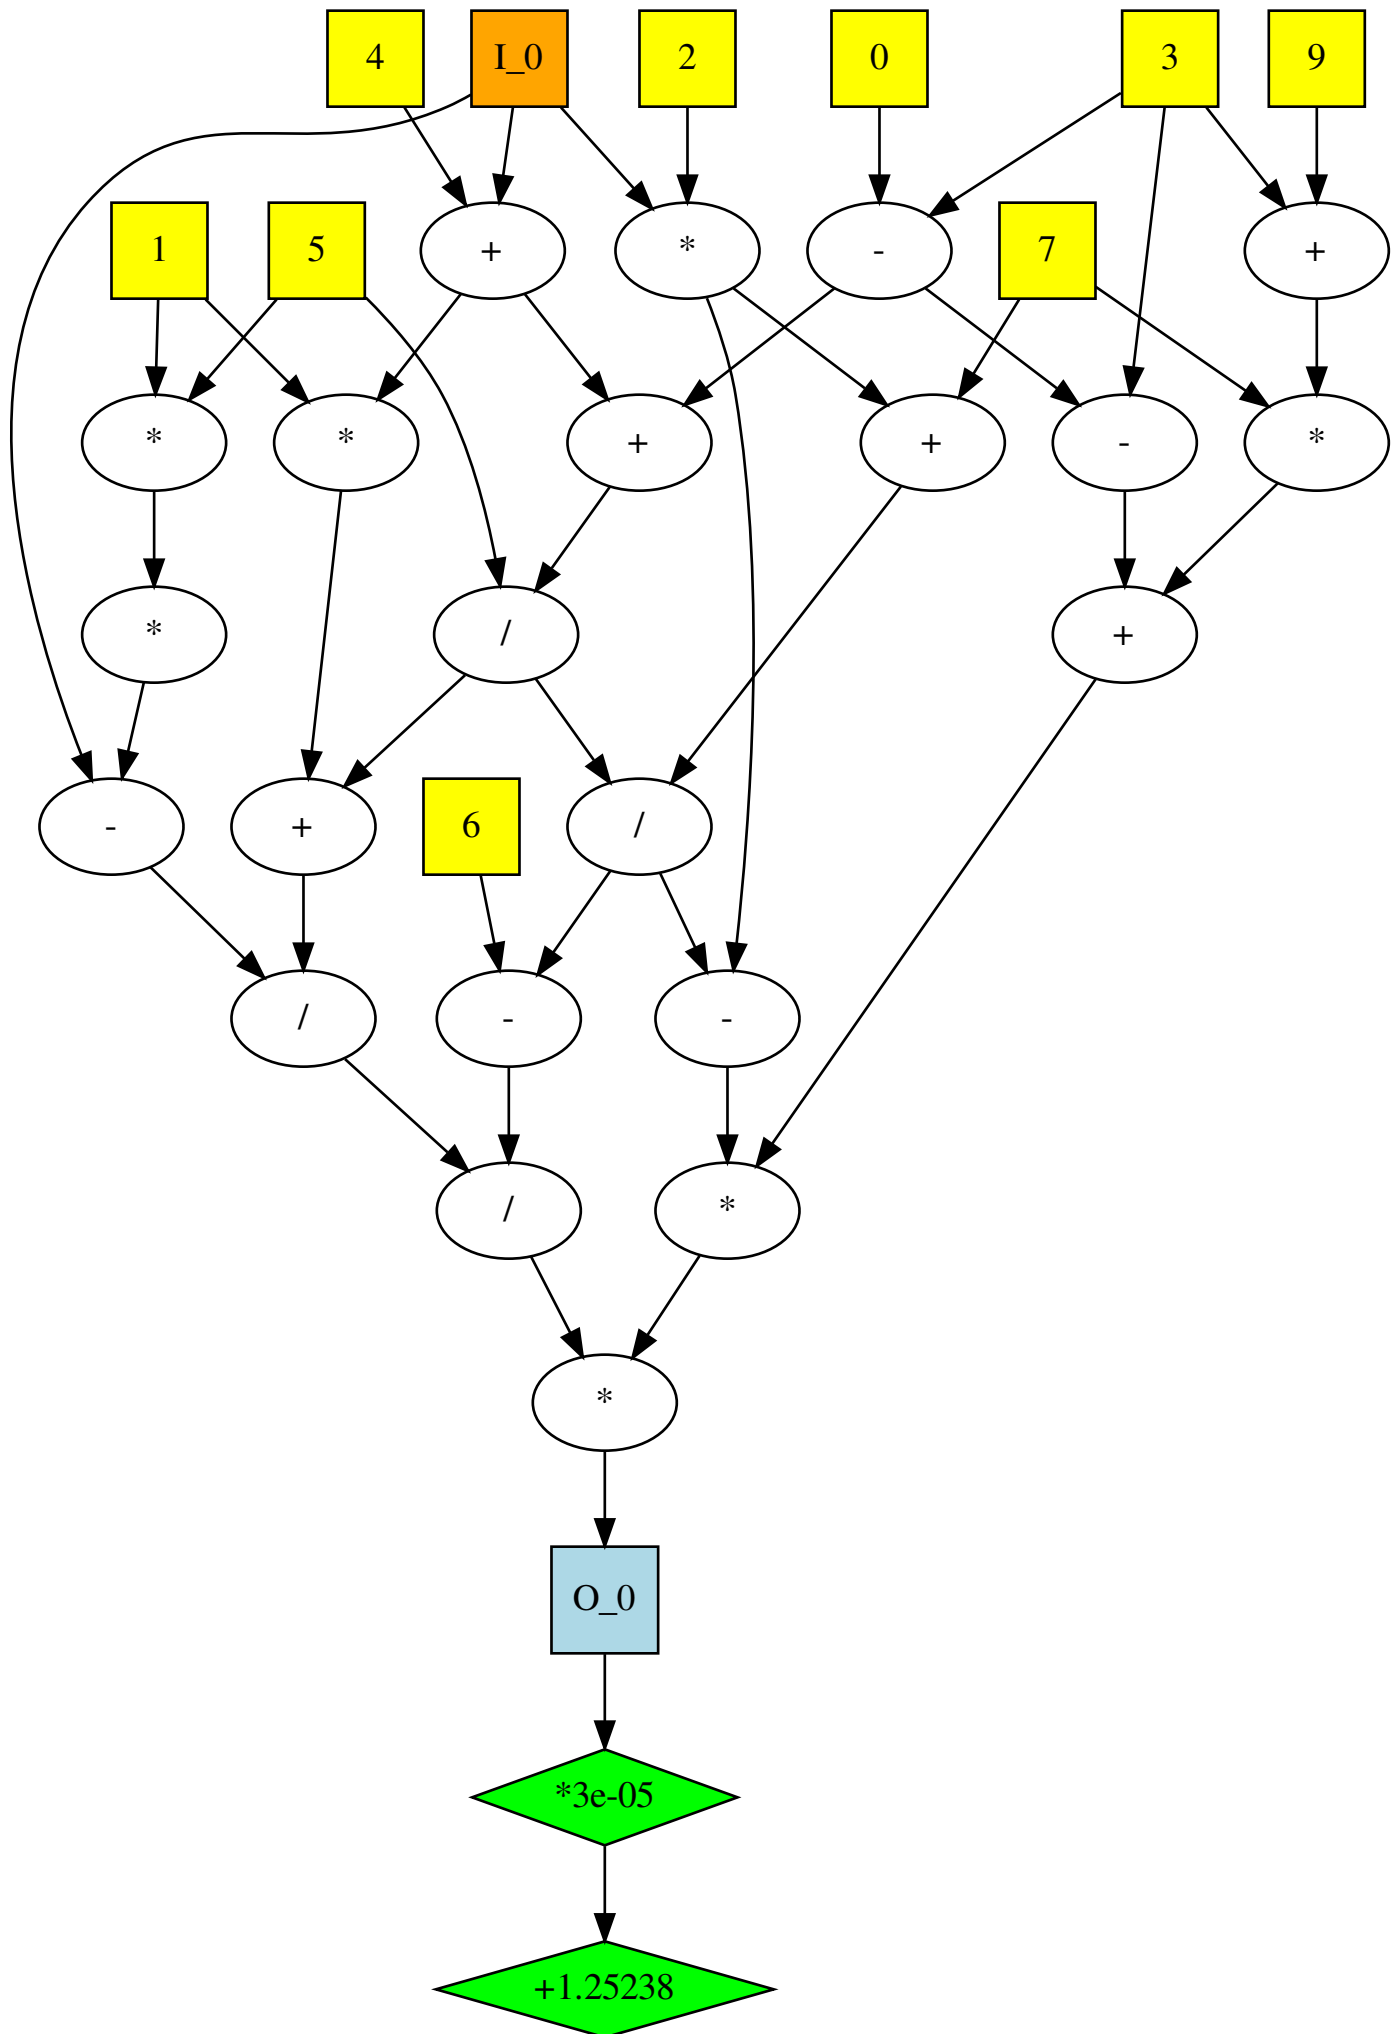 4 I_0 2 0 3 9
1 5 + * - 7 +
* * + + - *
* / +
- + 6 /
/ - -
/ *
*
O_0
*3e-05
+1.25238